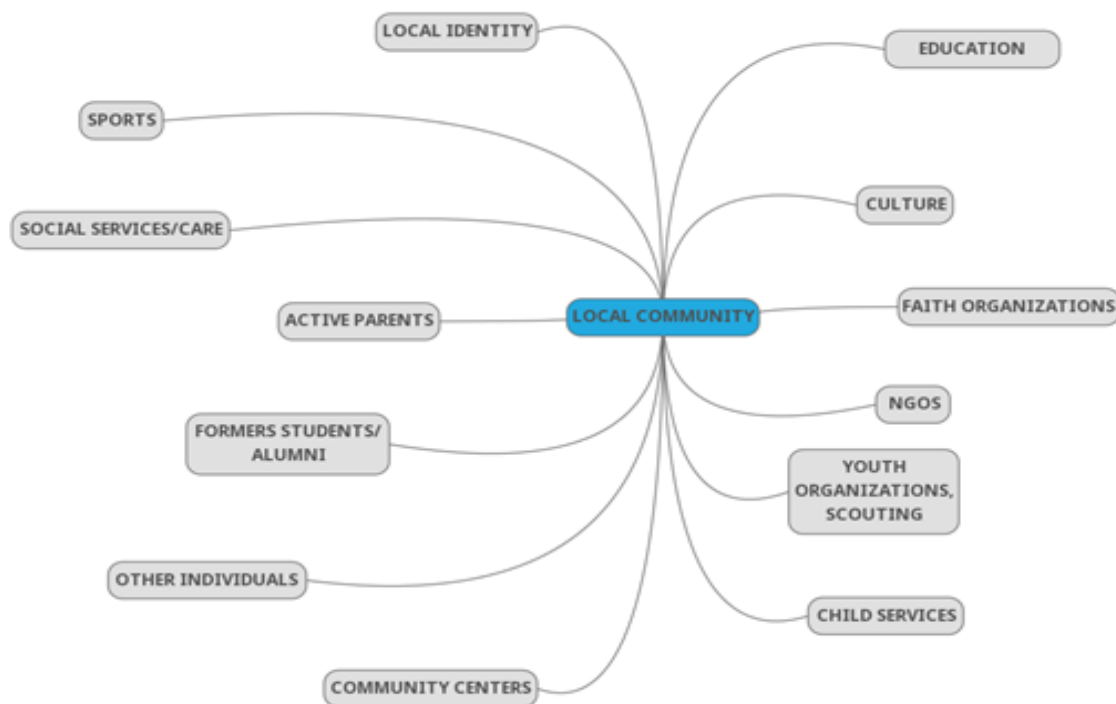 LOCAL IDENTITY
EDUCATION
SPORTS
CULTURE
SOCIAL SERVICES/CARE
FAITH ORGANIZATIONS
LOCAL COMMUNITY
ACTIVE PARENTS
NGOS
FORMERS STUDENTS/
ALUMNI
YOUTH
ORGANIZATIONS,
SCOUTING
OTHER INDIVIDUALS
CHILD SERVICES
COMMUNITY CENTERS